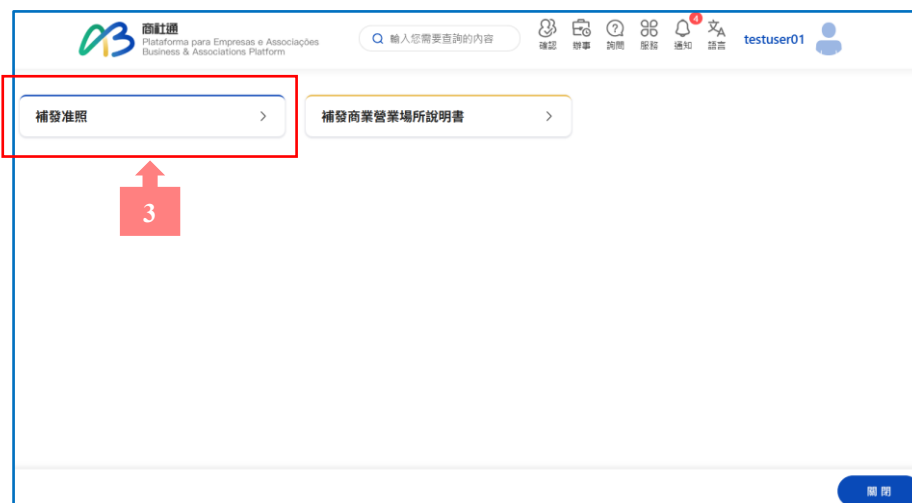 商社通
Plataforma para Empresas e Associações
Business & Associations Platform
輸入您需要查詢的內容
確認
辦事
詢問
服務
4
通知
語言
testuser01
補發准照
補發商業營業場所說明書
3
關閉